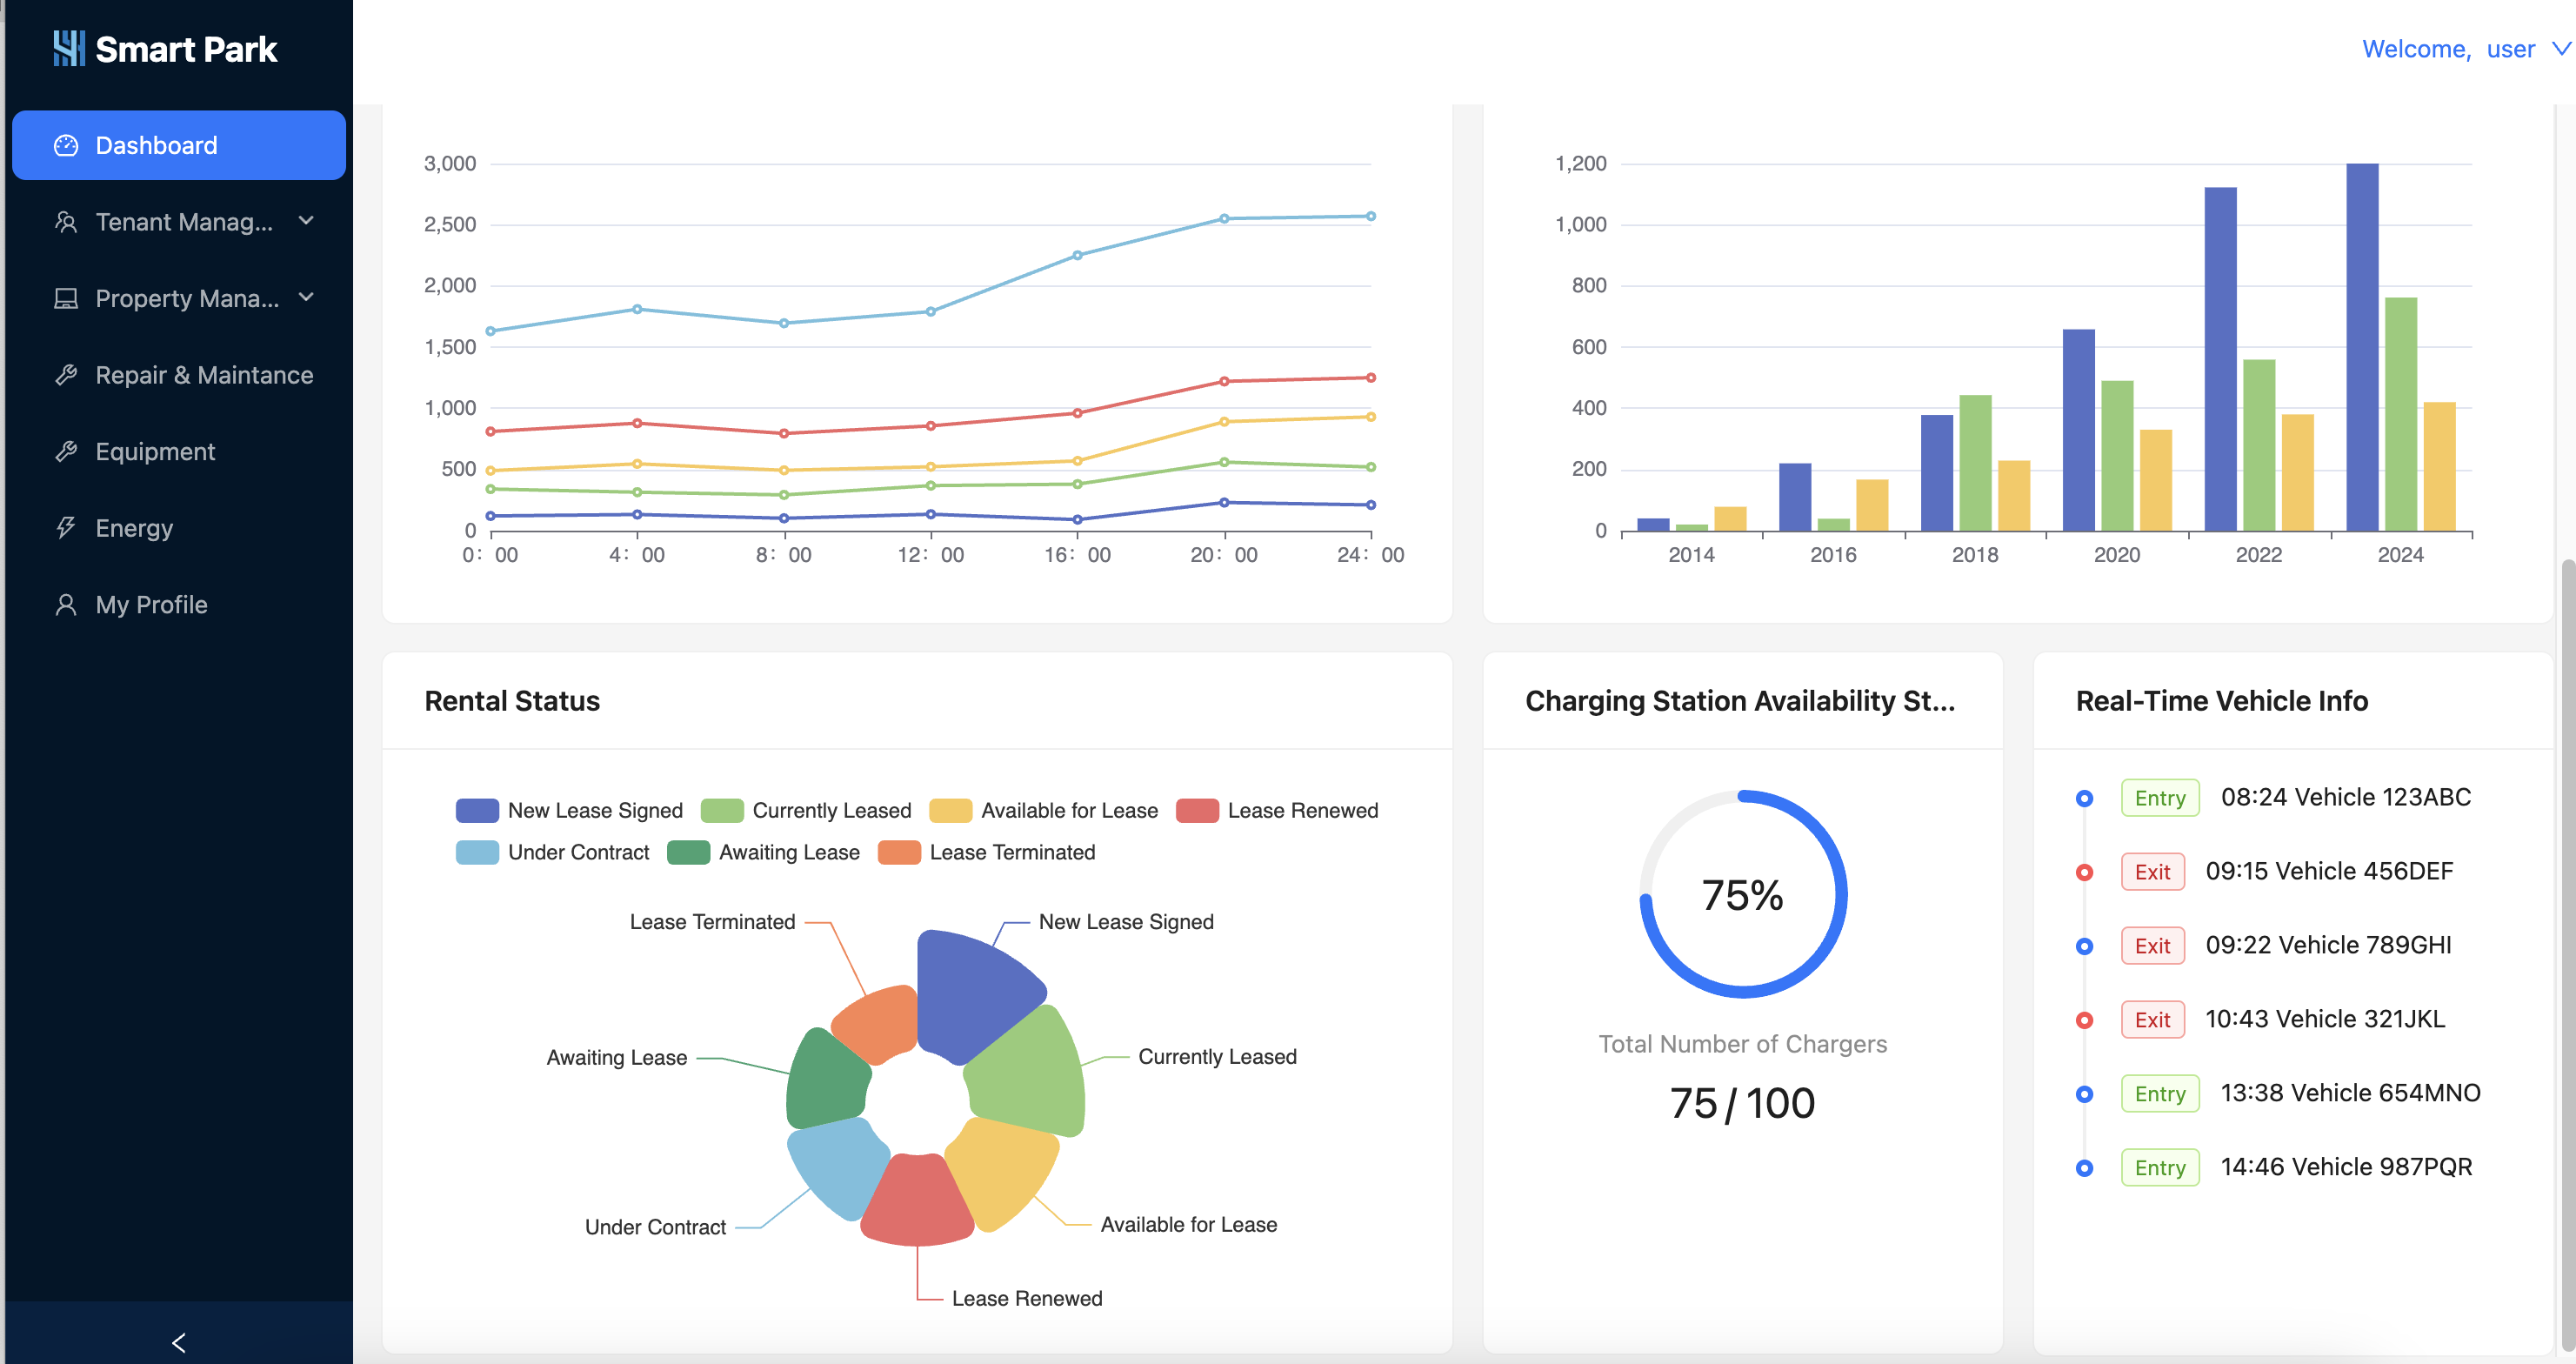 Smart Park
Welcome, user
Dashboard
Tenant Manag...
Property Mana...
Repair & Maintance
Equipment
Energy
My Profile
3,000
2,500
2,000
1,500
1,000
500
0
0: 00 4: 00 8: 00 12: 00 16: 00 20: 00 24: 00
1,200
1,000
800
600
400
200
0
2014 2016 2018 2020 2022 2024
Rental Status
New Lease Signed Currently Leased Available for Lease Lease Renewed
Under Contract Awaiting Lease Lease Terminated
Lease Terminated New Lease Signed
Awaiting Lease Currently Leased
Under Contract Available for Lease
Lease Renewed
Charging Station Availability St...
75%
Total Number of Chargers
75 / 100
Real-Time Vehicle Info
Entry 08:24 Vehicle 123ABC
Exit 09:15 Vehicle 456DEF
Exit 09:22 Vehicle 789GHI
Exit 10:43 Vehicle 321JKL
Entry 13:38 Vehicle 654MNO
Entry 14:46 Vehicle 987PQR